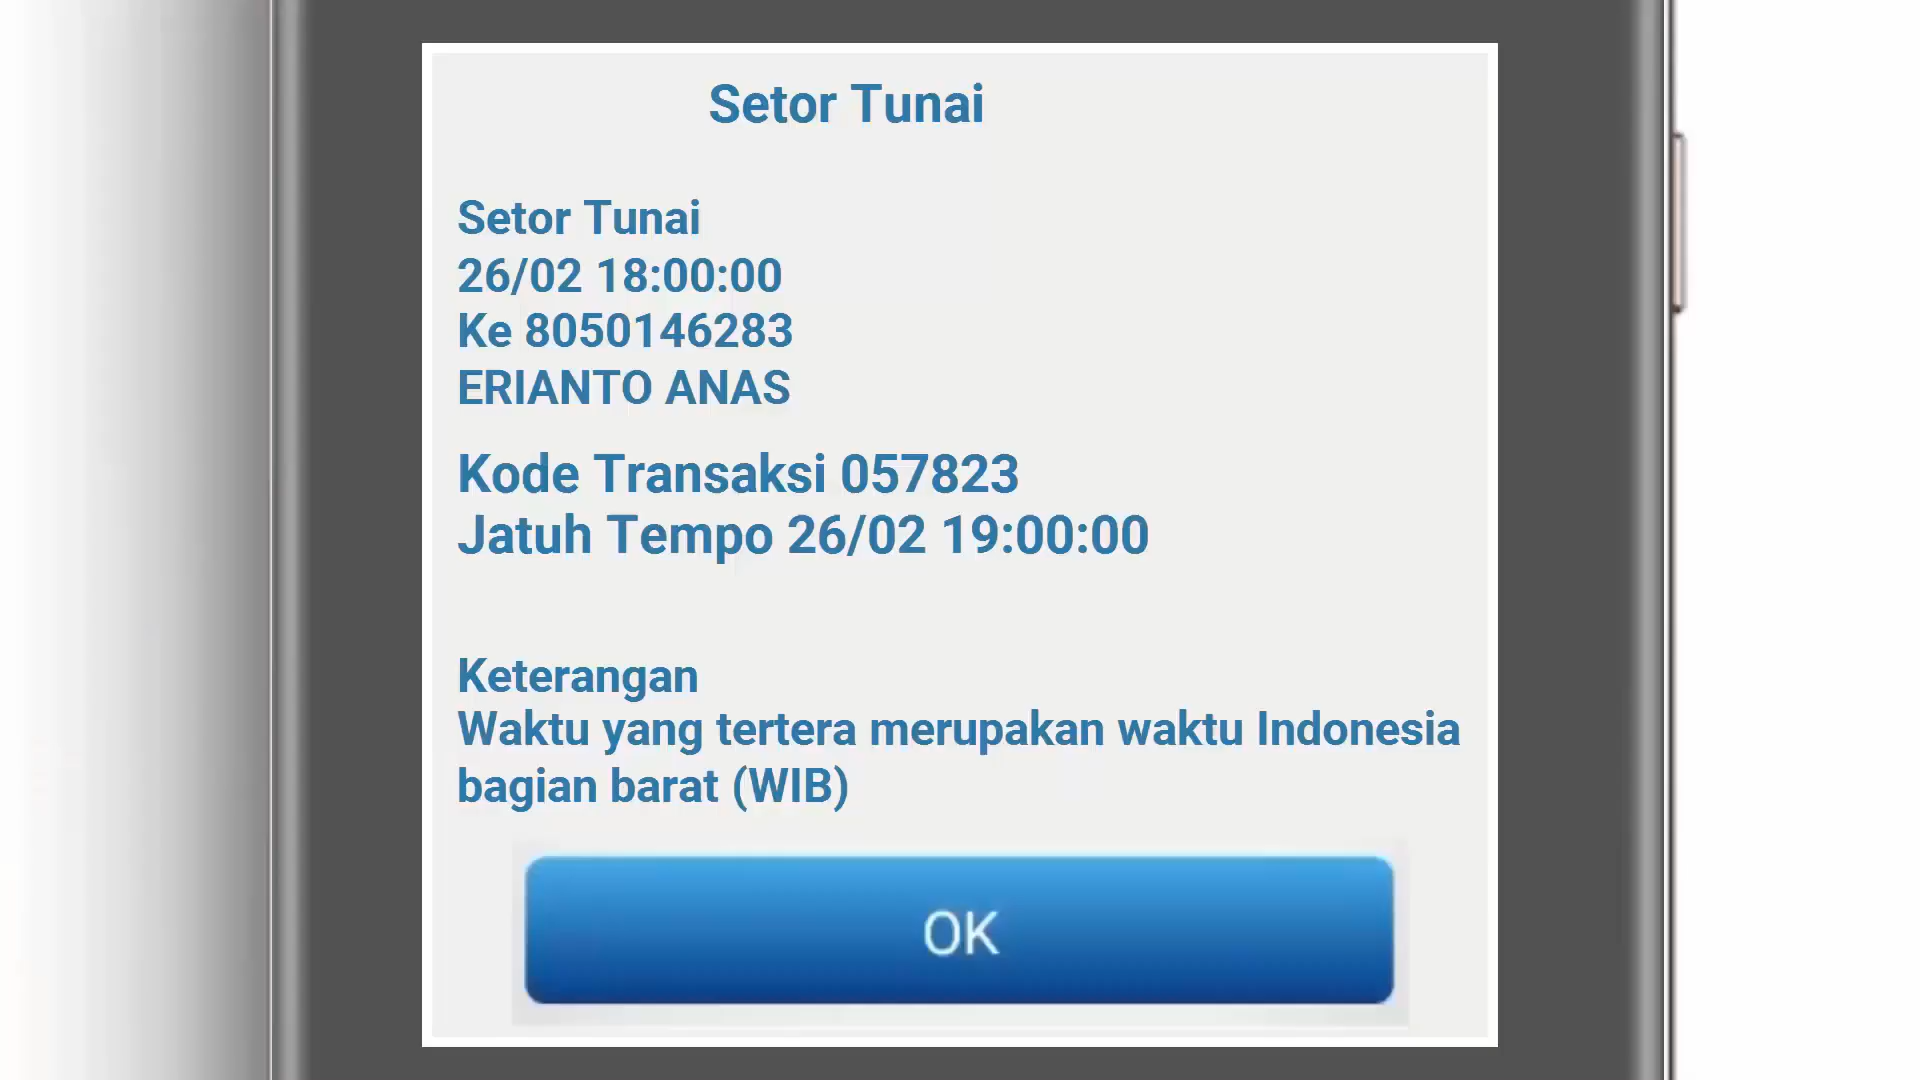 Setor Tunai
Setor Tunai
26/02 18:00:00
Ke 8050146283
ERIANTO ANAS
Kode Transaksi 057823
Jatuh Tempo 26/02 19:00:00
Keterangan
Waktu yang tertera merupakan waktu Indonesia
bagian barat (WIB)
OK